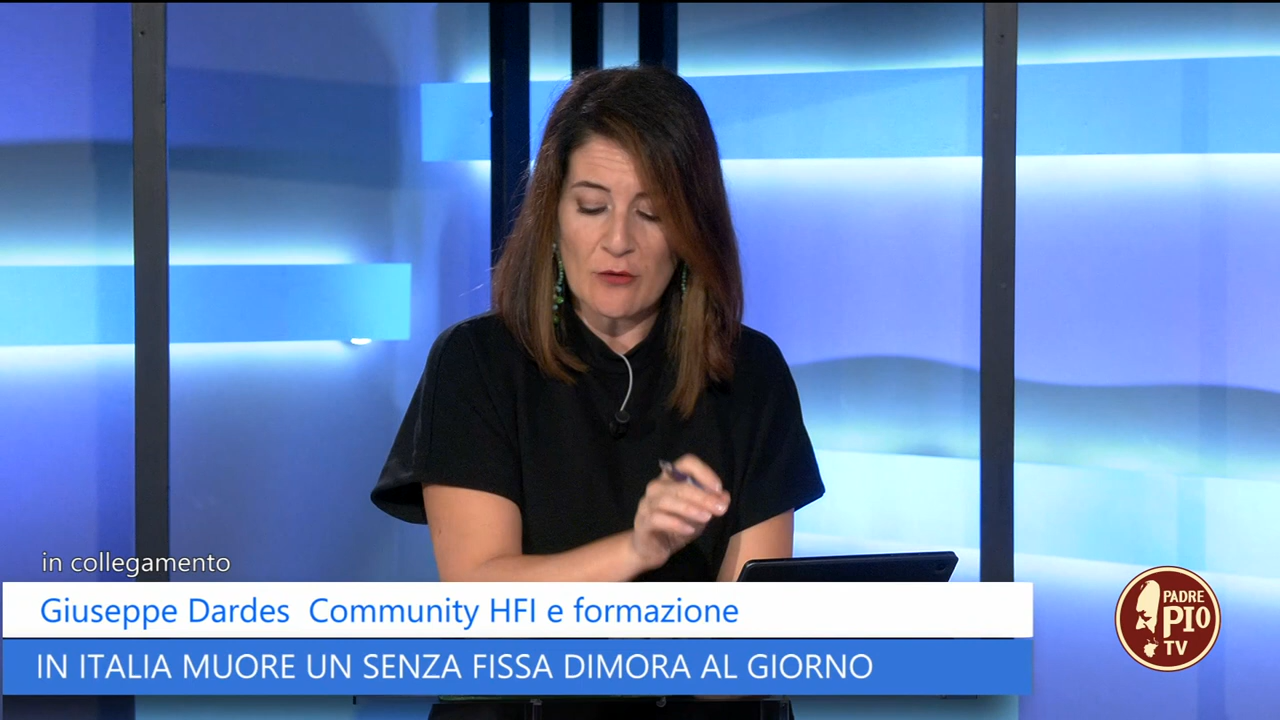 in collegamento
Giuseppe Dardes Community HFI e formazione
IN ITALIA MUORE UN SENZA FISSA DIMORA AL GIORNO
PADRE
PIO
TV